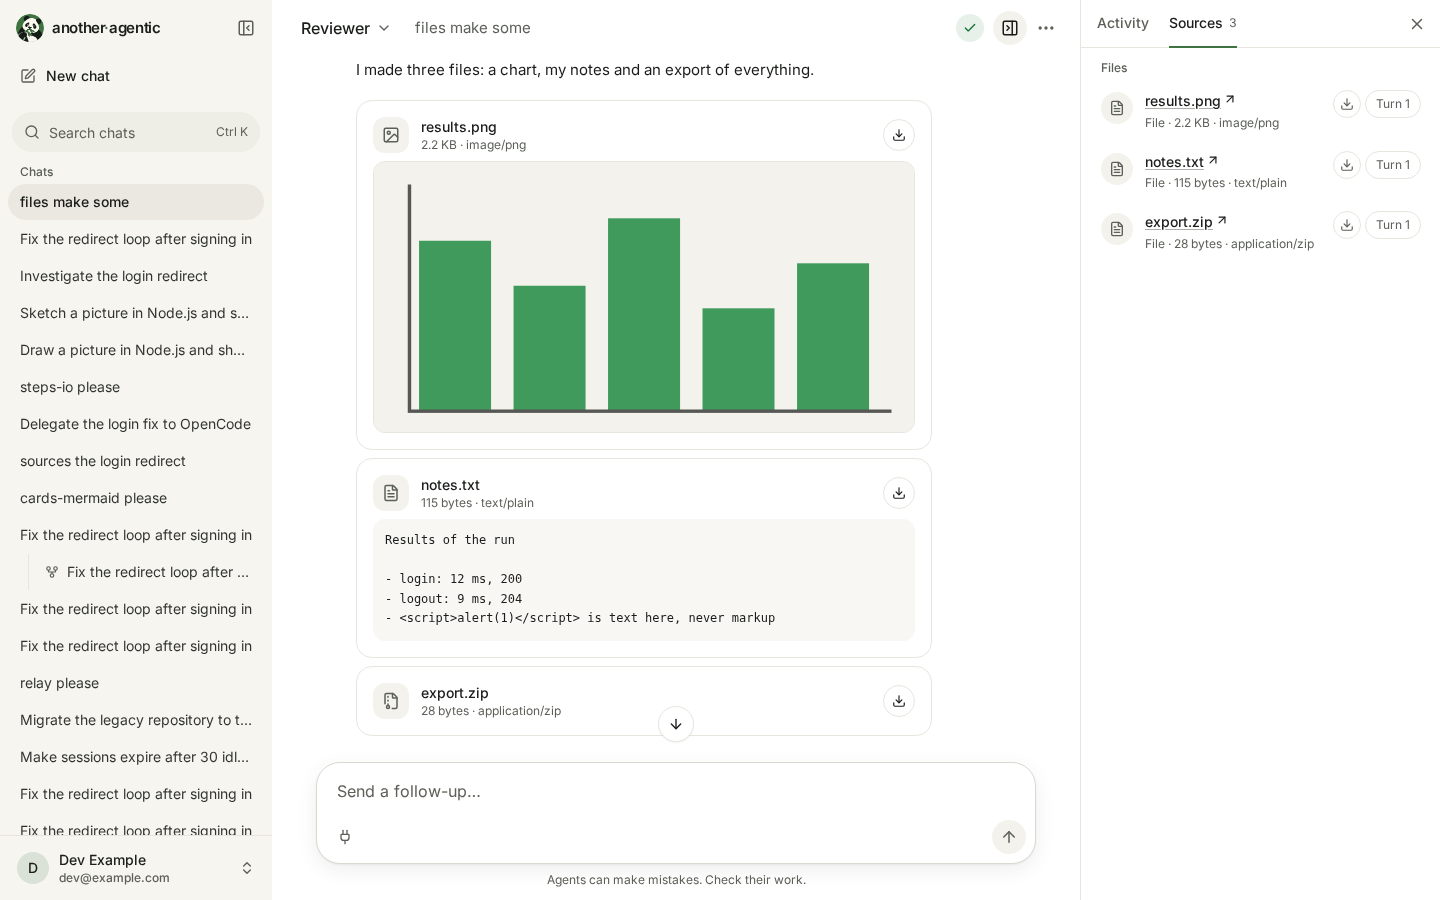 another·agentic
New chat
Search chats Ctrl K
Chats
files make some
Fix the redirect loop after signing in
Investigate the login redirect
Sketch a picture in Node.js and s...
Draw a picture in Node.js and sh...
steps-io please
Delegate the login fix to OpenCode
sources the login redirect
cards-mermaid please
Fix the redirect loop after signing in
Fix the redirect loop after ...
Fix the redirect loop after signing in
Fix the redirect loop after signing in
relay please
Migrate the legacy repository to t...
Make sessions expire after 30 idl...
Fix the redirect loop after signing in
Fix the redirect loop after signing in
D
Dev Example
dev@example.com
Reviewer files make some
I made three files: a chart, my notes and an export of everything.
results.png
2.2 KB · image/png
notes.txt
115 bytes · text/plain
Results of the run
- login: 12 ms, 200
- logout: 9 ms, 204
- <script>alert(1)</script> is text here, never markup
export.zip
28 bytes · application/zip
Send a follow-up...
Agents can make mistakes. Check their work.
Activity Sources 3
Files
results.png Turn 1
File · 2.2 KB · image/png
notes.txt Turn 1
File · 115 bytes · text/plain
export.zip Turn 1
File · 28 bytes · application/zip